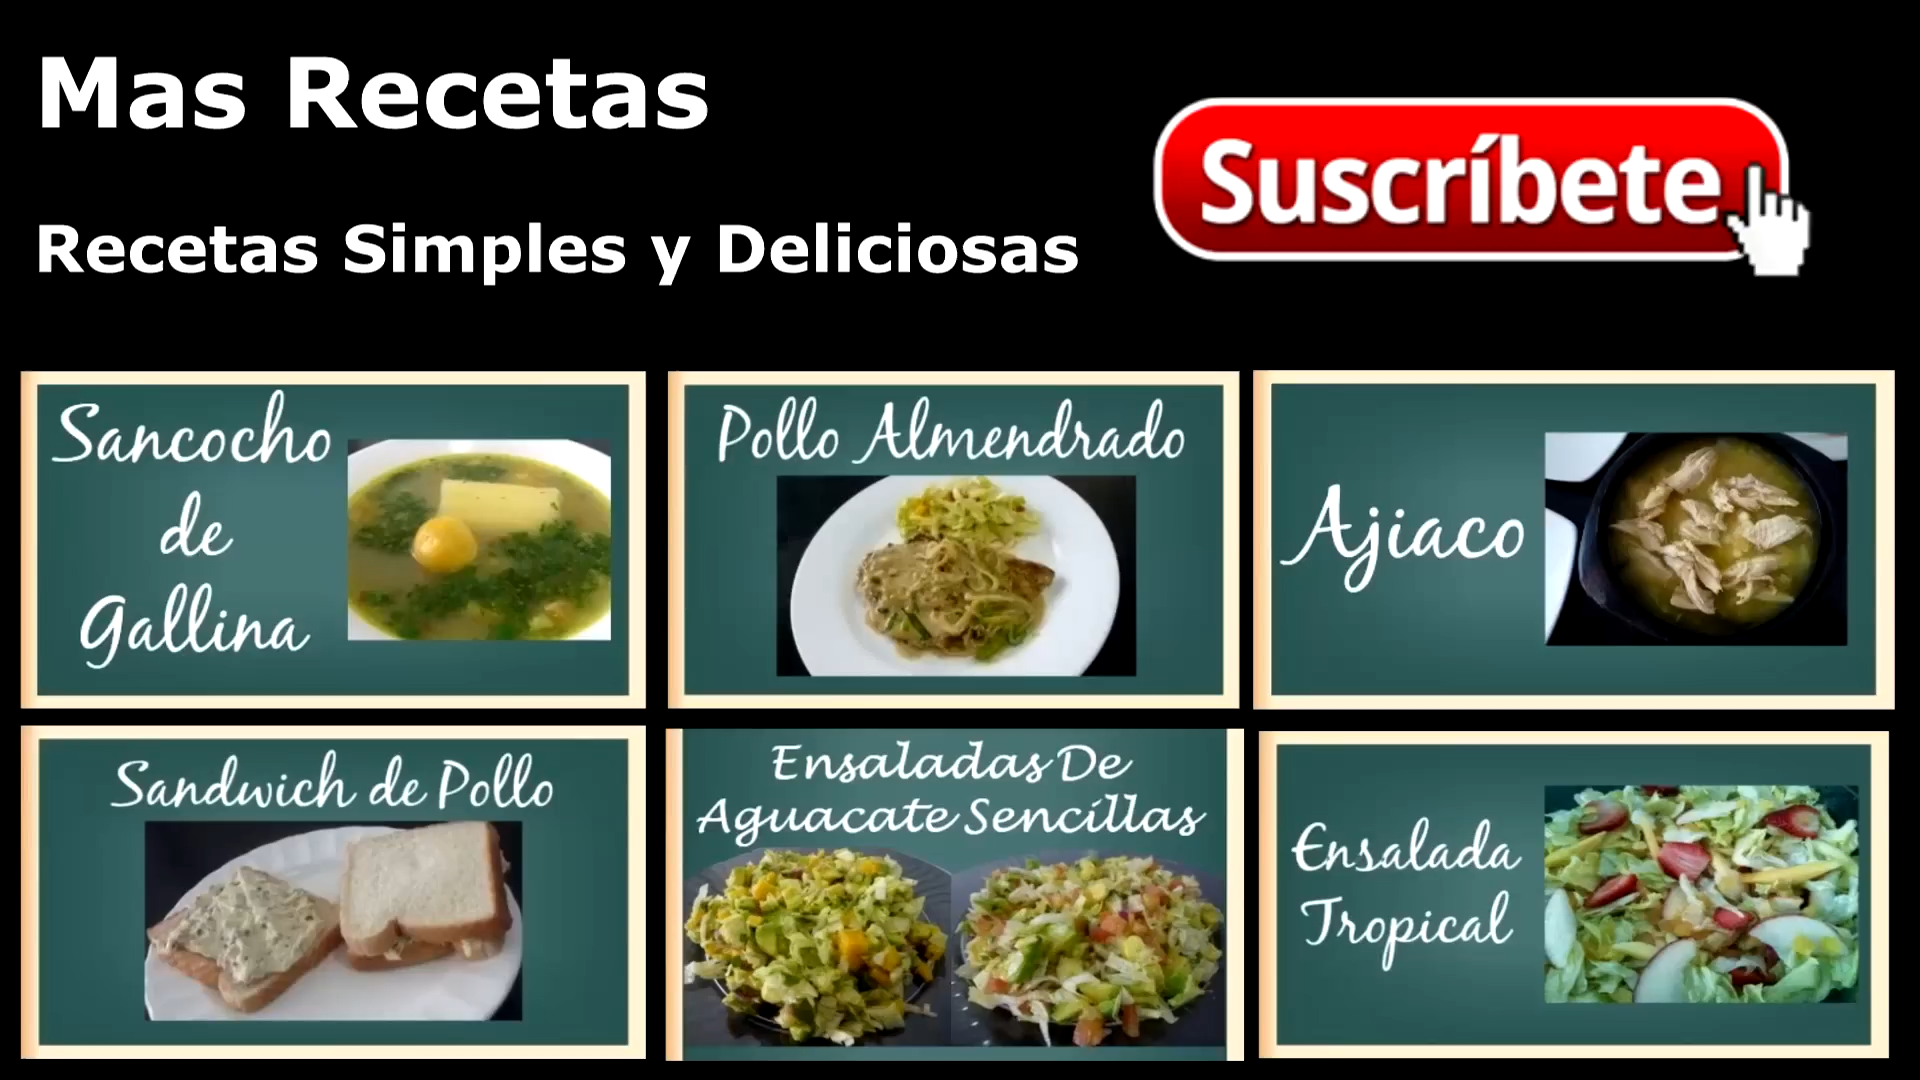 Mas Recetas
Suscríbete
Recetas Simples y Deliciosas
Sancocho
de
Gallina
Pollo Almendrado
Ajiaco
Sandwich de Pollo
Ensaladas De
Aguacate Sencillas
Ensalada
Tropical